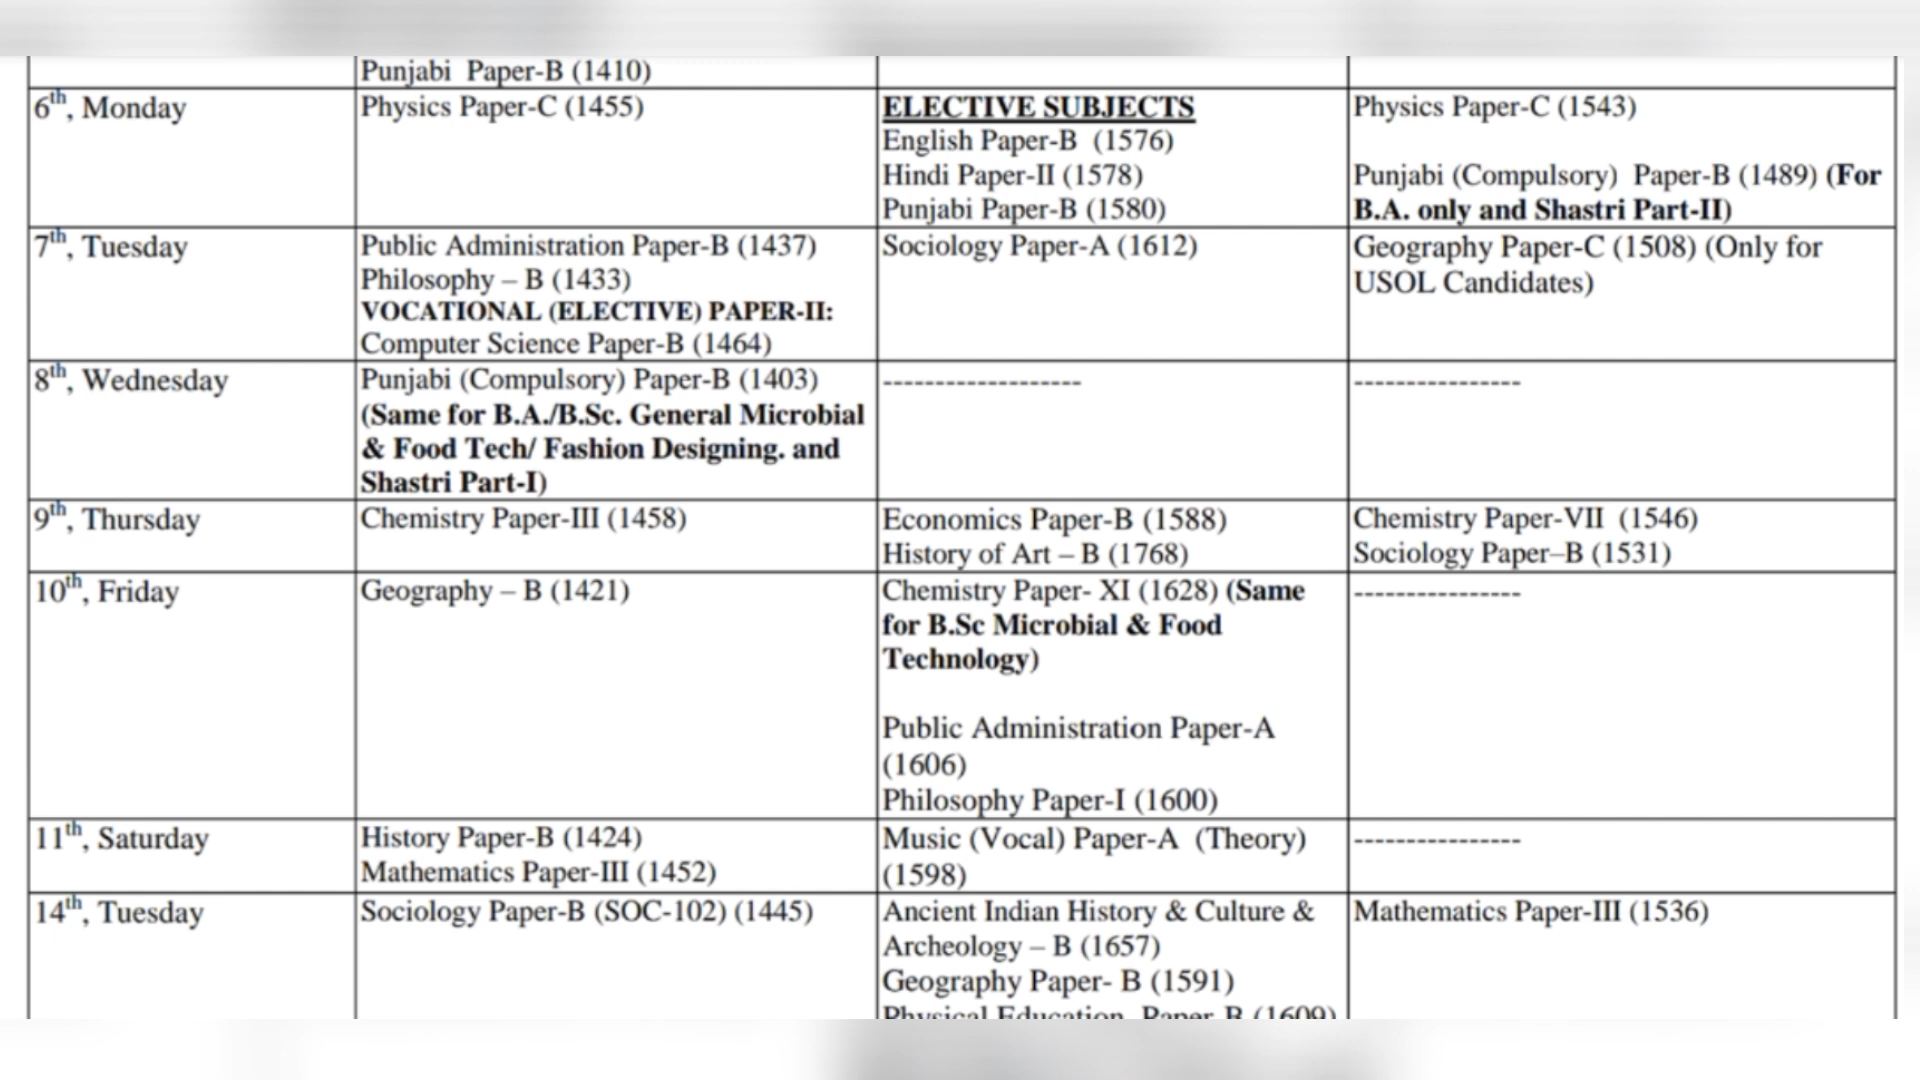 Punjabi Paper-B (1410)
6th, Monday
Physics Paper-C (1455)
ELECTIVE SUBJECTS
English Paper-B (1576)
Hindi Paper-II (1578)
Punjabi Paper-B (1580)
Physics Paper-C (1543)
Punjabi (Compulsory) Paper-B (1489) (For
B.A. only and Shastri Part-II)
7th, Tuesday
Public Administration Paper-B (1437)
Philosophy – B (1433)
VOCATIONAL (ELECTIVE) PAPER-II:
Computer Science Paper-B (1464)
Sociology Paper-A (1612)
Geography Paper-C (1508) (Only for
USOL Candidates)
8th, Wednesday
Punjabi (Compulsory) Paper-B (1403)
(Same for B.A./B.Sc. General Microbial
& Food Tech/ Fashion Designing. and
Shastri Part-I)
-------------------
----------------
9th, Thursday
Chemistry Paper-III (1458)
Economics Paper-B (1588)
History of Art – B (1768)
Chemistry Paper-VII (1546)
Sociology Paper–B (1531)
10th, Friday
Geography – B (1421)
Chemistry Paper- XI (1628) (Same
for B.Sc Microbial & Food
Technology)
Public Administration Paper-A
(1606)
Philosophy Paper-I (1600)
----------------
11th, Saturday
History Paper-B (1424)
Mathematics Paper-III (1452)
Music (Vocal) Paper-A (Theory)
(1598)
----------------
14th, Tuesday
Sociology Paper-B (SOC-102) (1445)
Ancient Indian History & Culture &
Archeology – B (1657)
Geography Paper- B (1591)
Physical Education Paper B (1609)
Mathematics Paper-III (1536)